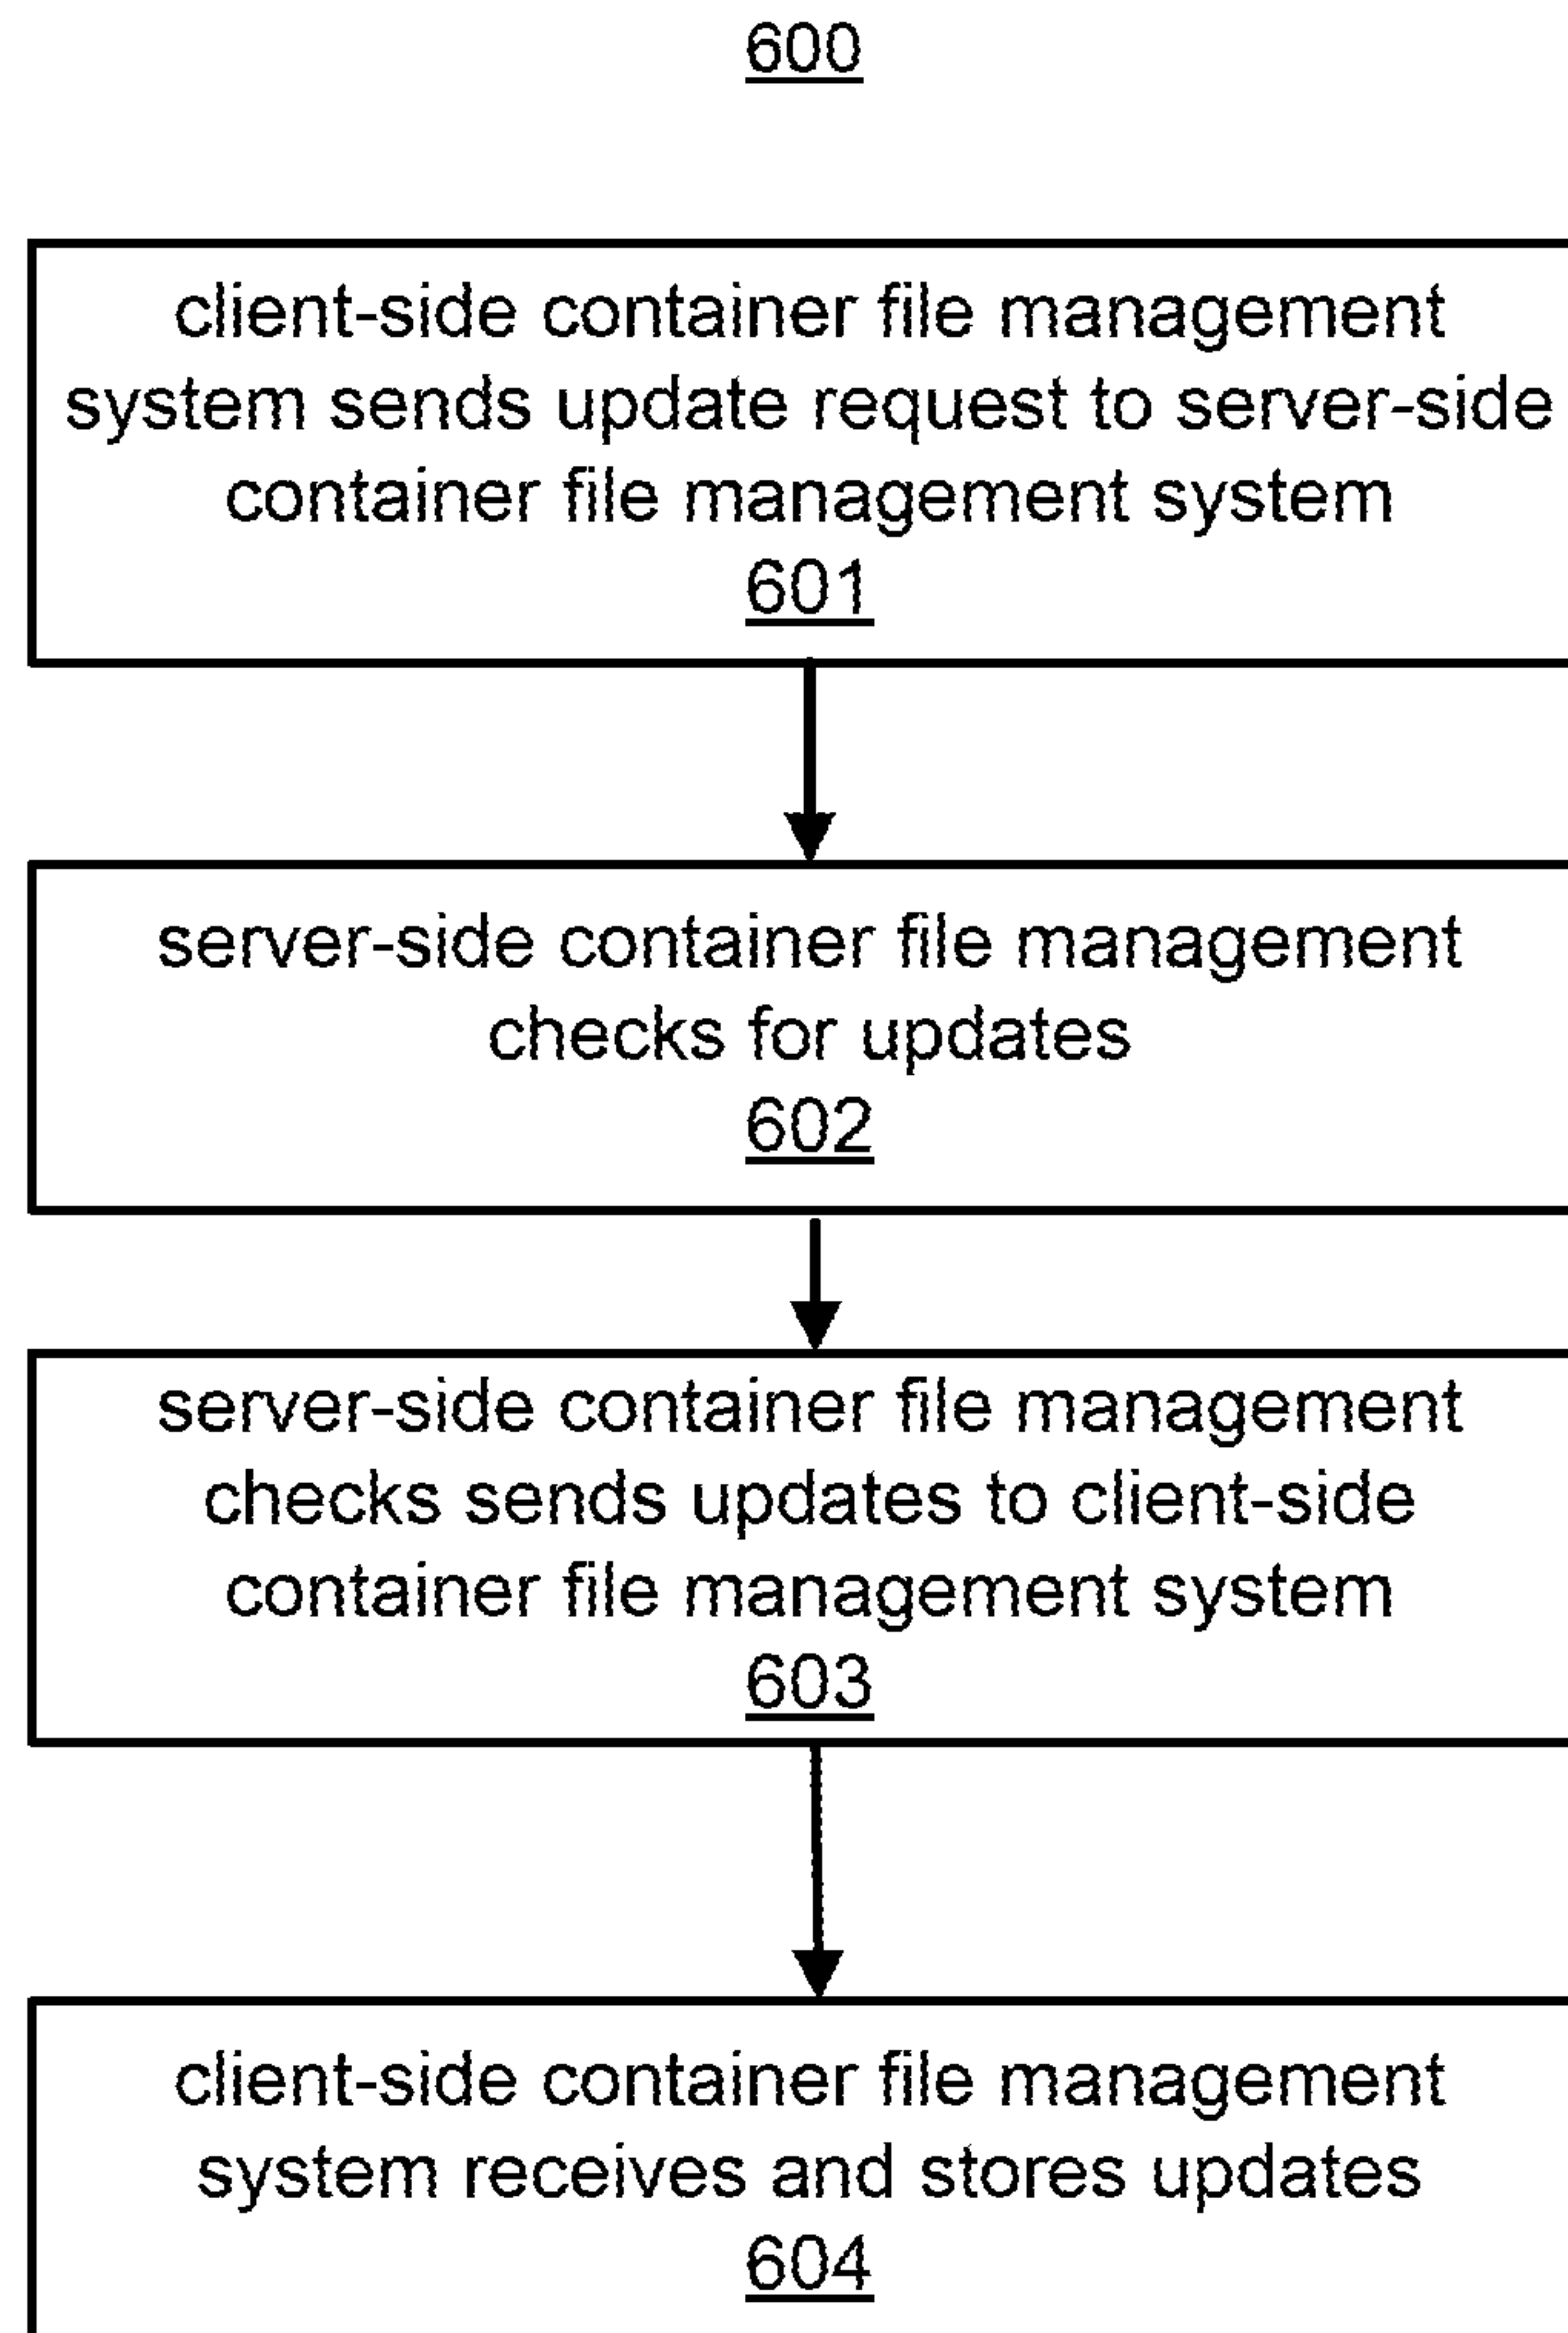 600
client-side container file management
system sends update request to server-side
container file management system
601
server-side container file management
checks for updates
602
server-side container file management
checks sends updates to client-side
container file management system
603
client-side container file management
system receives and stores updates
604